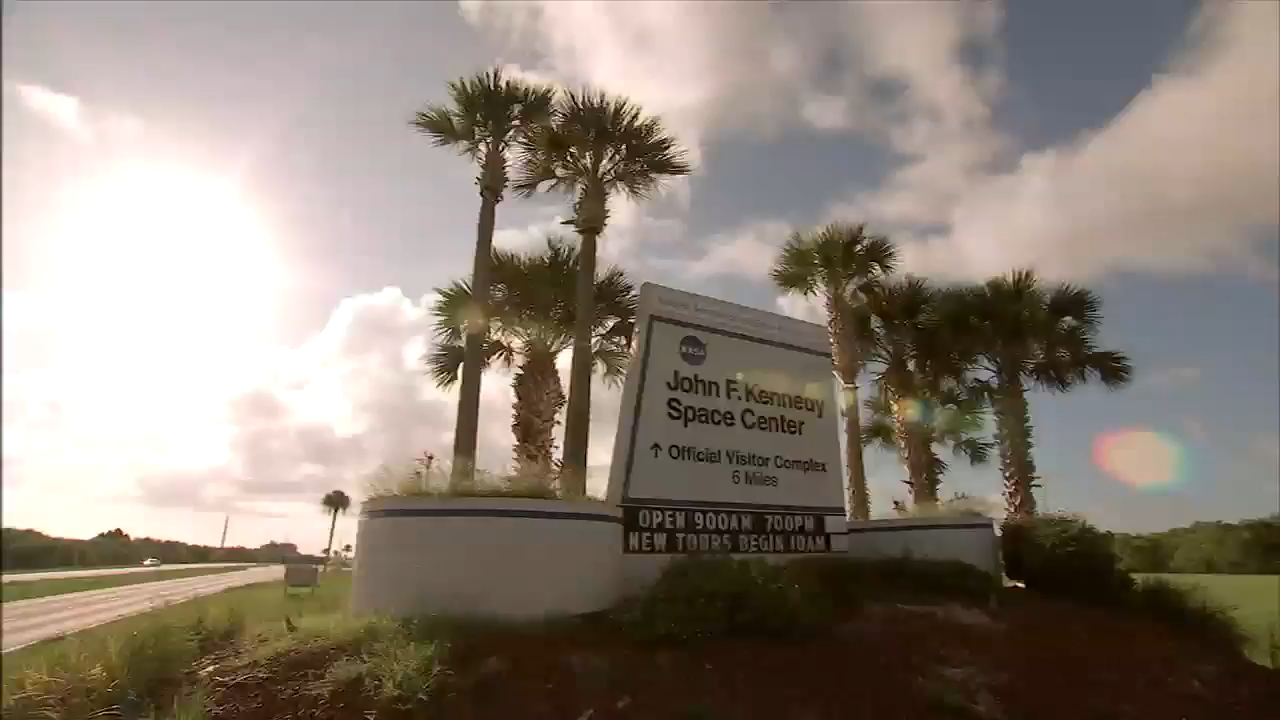 NASA
John F. Kennedy
Space Center
↑ Official Visitor Complex
6 Miles
OPEN 900AM 700PM
NEW TOURS BEGIN 10AM